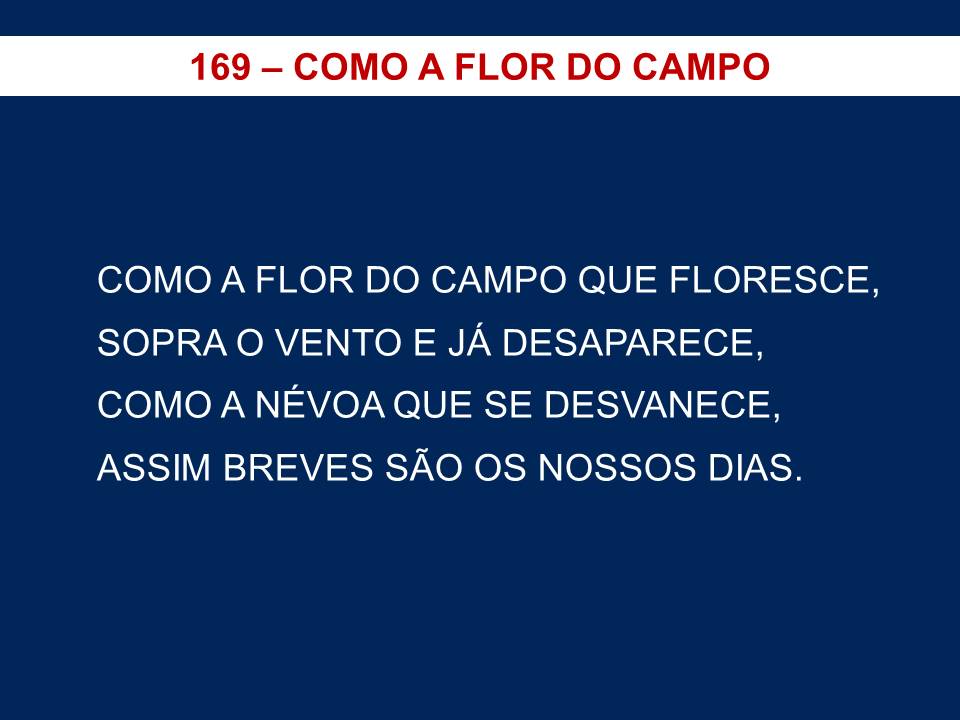 169 – COMO A FLOR DO CAMPO
COMO A FLOR DO CAMPO QUE FLORESCE,
SOPRA O VENTO E JÁ DESAPARECE,
COMO A NÉVOA QUE SE DESVANECE,
ASSIM BREVES SÃO OS NOSSOS DIAS.